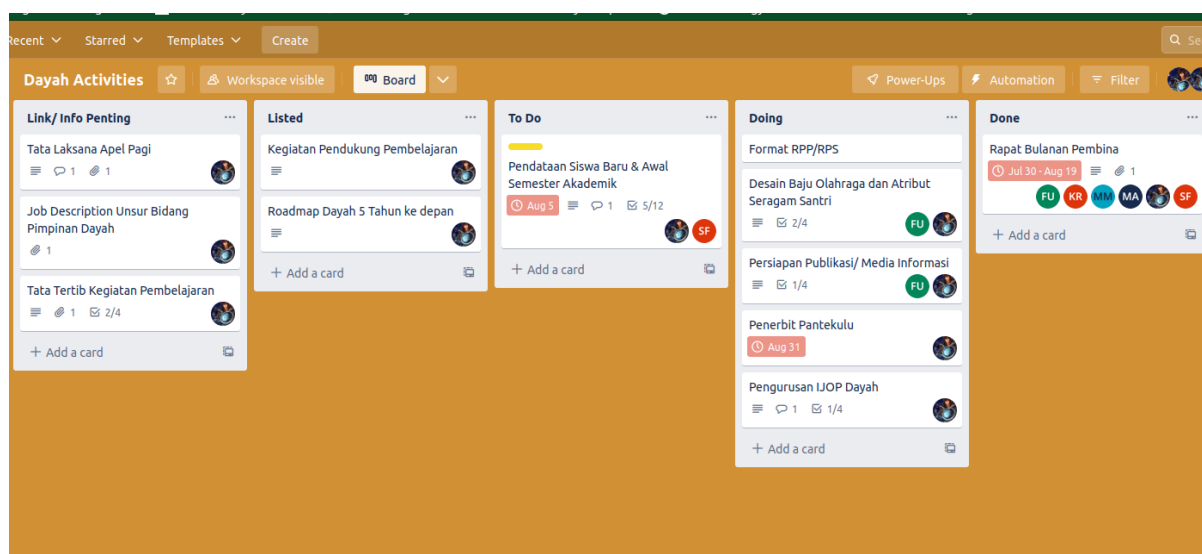 Recent
Starred
Templates
Create
Dayah Activities
Workspace visible
Board
Power-Ups
Automation
Filter
Link/ Info Penting
Tata Laksana Apel Pagi
1 1
Job Description Unsur Bidang
Pimpinan Dayah
1
Tata Tertib Kegiatan Pembelajaran
1 2/4
+ Add a card
Listed
Kegiatan Pendukung Pembelajaran
Roadmap Dayah 5 Tahun ke depan
+ Add a card
To Do
Pendataan Siswa Baru & Awal
Semester Akademik
Aug 5 1 5/12
SF
+ Add a card
Doing
Format RPP/RPS
Desain Baju Olahraga dan Atribut
Seragam Santri
2/4 FU
Persiapan Publikasi/ Media Informasi
1/4 FU
Penerbit Pantekulu
Aug 31
Pengurusan IJOP Dayah
1 1/4
+ Add a card
Done
Rapat Bulanan Pembina
Jul 30 - Aug 19 1
FU KR MM MA SF
+ Add a card